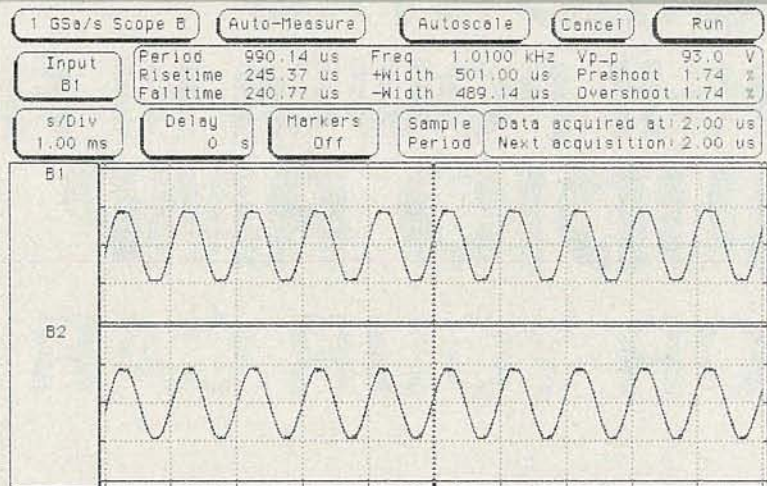 1 GSa/s Scope B Auto-Measure Autoscale Cancel Run
Input B1
Period 990.14 us Freq 1.0100 kHz Vp_p 93.0 V
Risetime 245.37 us +Width 501.00 us Preshoot 1.74 %
Falltime 240.77 us -Width 489.14 us Overshoot 1.74 %
s/Div 1.00 ms
Delay 0 s
Markers Off
Sample Period
Data acquired at: 2.00 us
Next acquisition: 2.00 us
B1
B2